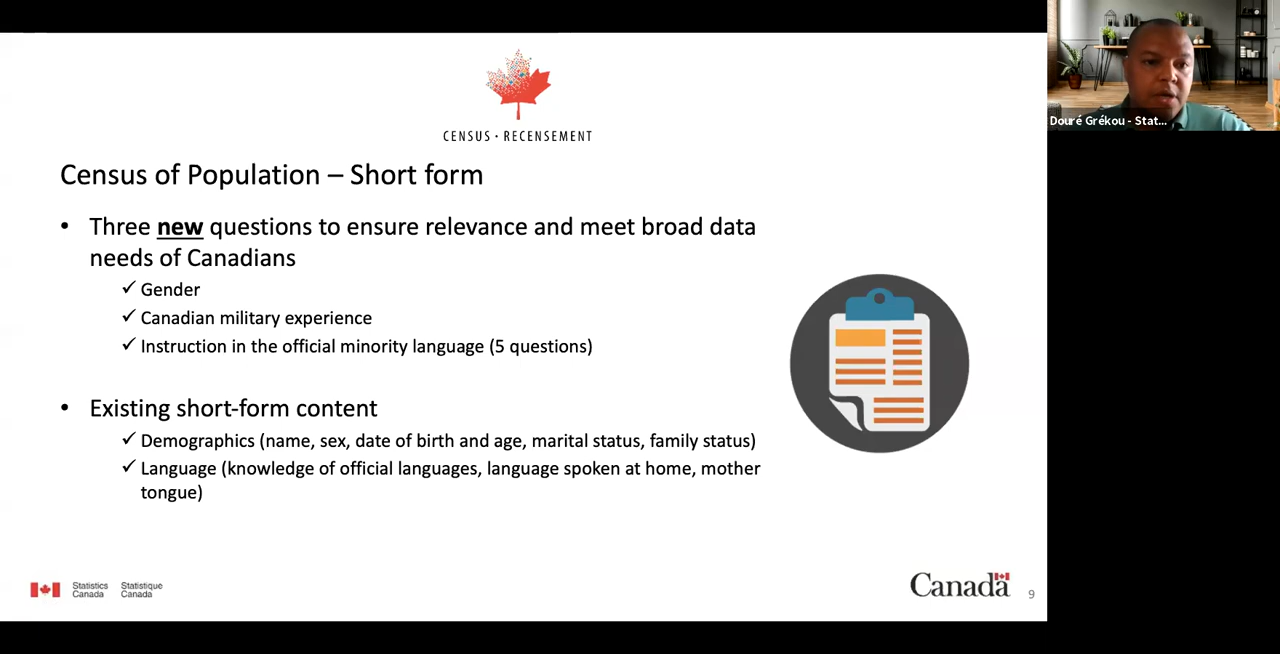 CENSUS · RECENSEMENT
Census of Population – Short form
• Three new questions to ensure relevance and meet broad data
needs of Canadians
✓ Gender
✓ Canadian military experience
✓ Instruction in the official minority language (5 questions)
• Existing short-form content
✓ Demographics (name, sex, date of birth and age, marital status, family status)
✓ Language (knowledge of official languages, language spoken at home, mother
tongue)
Statistics
Canada
Statistique
Canada
Canada
9
Douré Grékou - Stat...